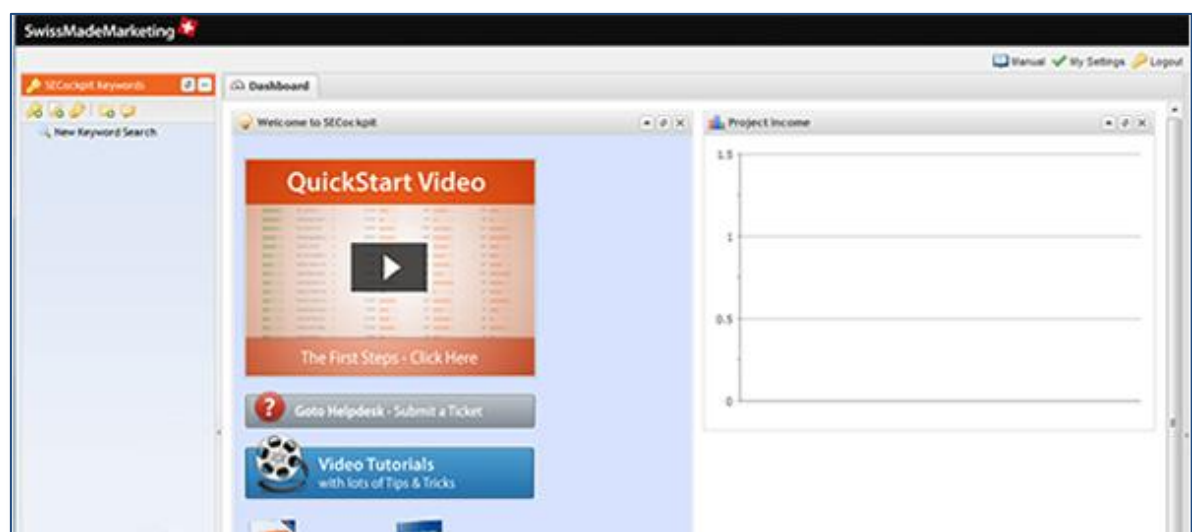 SwissMadeMarketing
Manual My Settings Logout
SECockpit Keywords
Dashboard
New Keyword Search
Welcome to SECockpit
Project Income
QuickStart Video
The First Steps - Click Here
Goto Helpdesk - Submit a Ticket
Video Tutorials
with lots of Tips & Tricks
1.5
1
0.5
0